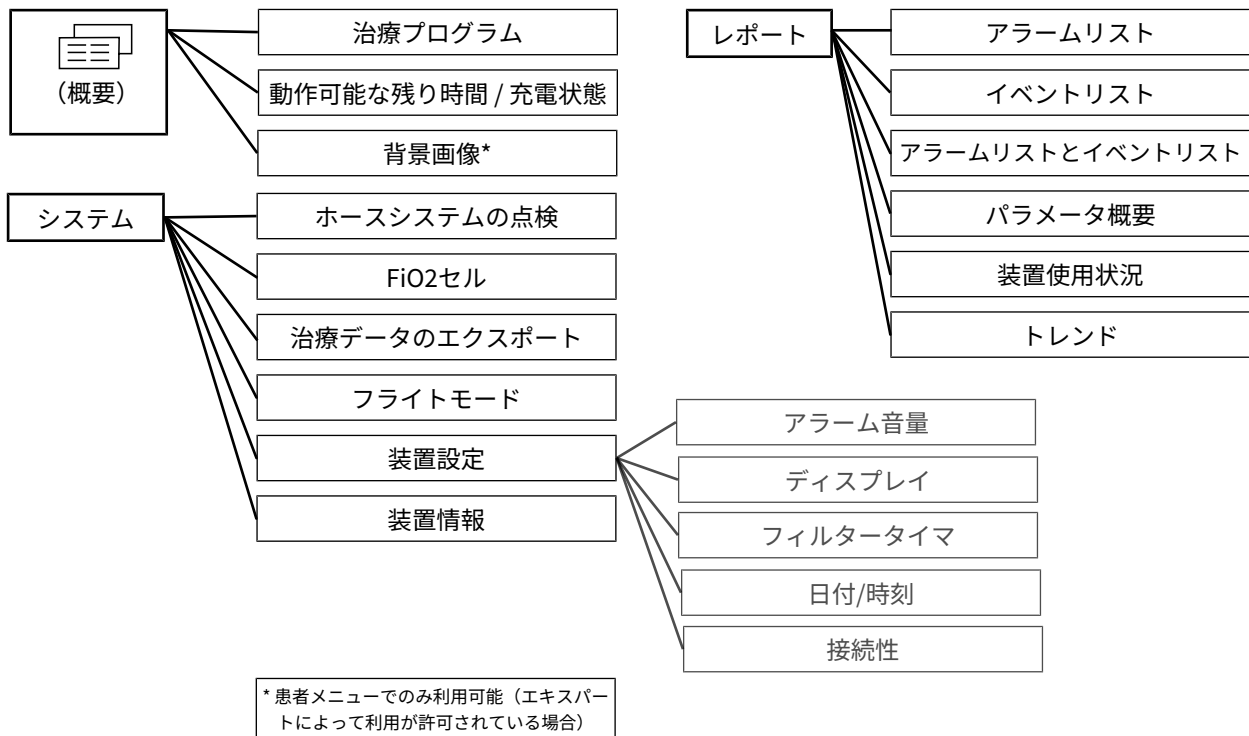 （概要）
治療プログラム
動作可能な残り時間 / 充電状態
背景画像*
システム
ホースシステムの点検
FiO2セル
治療データのエクスポート
フライトモード
装置設定
装置情報
アラーム音量
ディスプレイ
フィルタータイマ
日付/時刻
接続性
レポート
アラームリスト
イベントリスト
アラームリストとイベントリスト
パラメータ概要
装置使用状況
トレンド
* 患者メニューでのみ利用可能（エキスパー
トによって利用が許可されている場合）